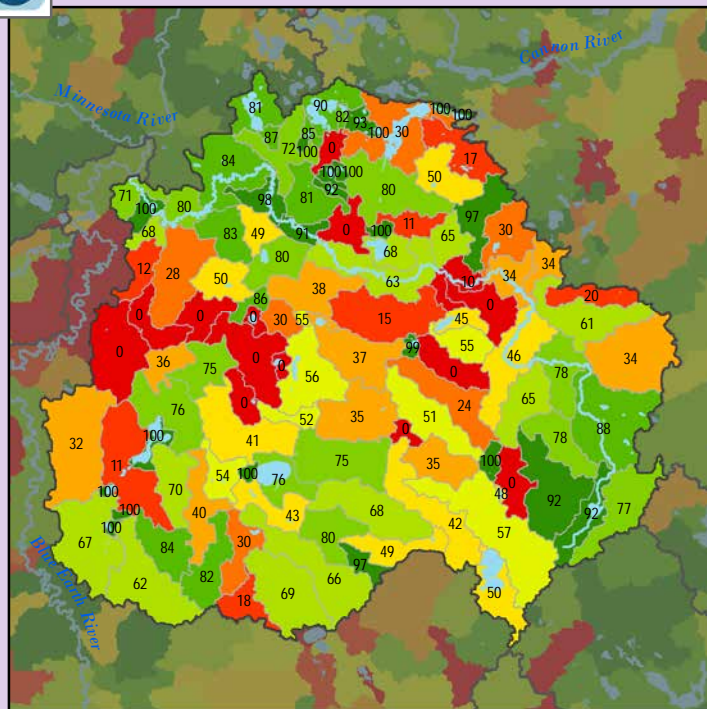 Cannon River
Minnesota River
81 90 82 93 100 100
87 85 100 30
72 100 0 17
84 100 100 50
92 80
71 100 80 98 81 97
68 83 49 91 0 100 11 65 30
12 28 80 68 34 34
50 63 10
86 38 0 20
0 0 0 30 55 15 45 61
0 36 75 0 0 56 37 99 55 46 34
0 78
76 0 52 35 51 24 65
32 100 41 0 78 88
11 54 100 76 75 35 100 0
100 70 48 92 77
100 40 43 68 42 57 92
100 30 80 49
67 84 97
62 82 18 69 66 50
Blue Earth River